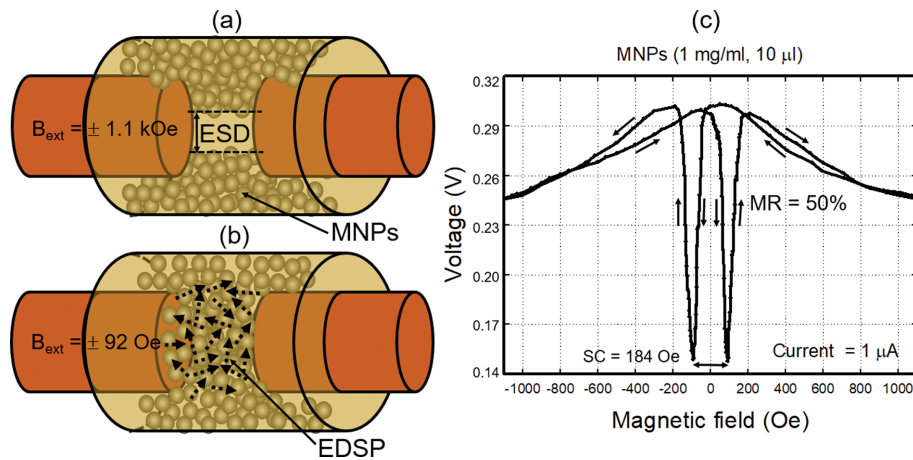 (a)
B_ext = ± 1.1 kOe
ESD
MNPs
(b)
B_ext = ± 92 Oe
EDSP
(c)
MNPs (1 mg/ml, 10 μl)
0.32
0.29
0.26
0.23
0.20
0.17
0.14
Voltage (V)
MR = 50%
SC = 184 Oe
Current = 1 μA
-1000 -800 -600 -400 -200 0 200 400 600 800 1000
Magnetic field (Oe)